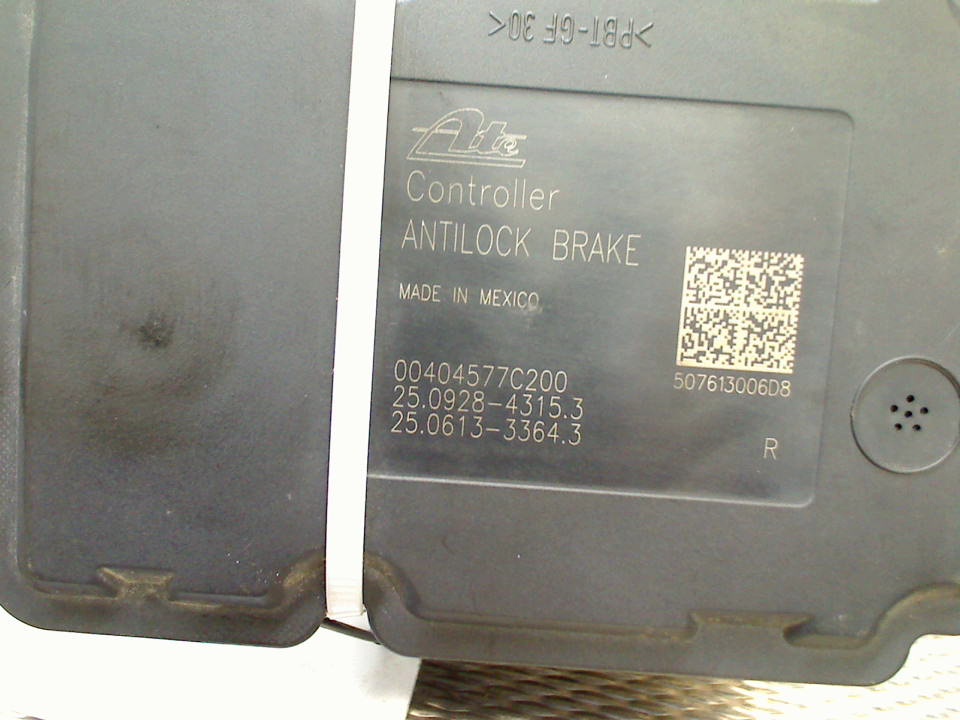 >PBT-GF 30<
Ate
Controller
ANTILOCK BRAKE
MADE IN MEXICO
00404577C200
25.0928-4315.3
25.0613-3364.3
507613006D8
R